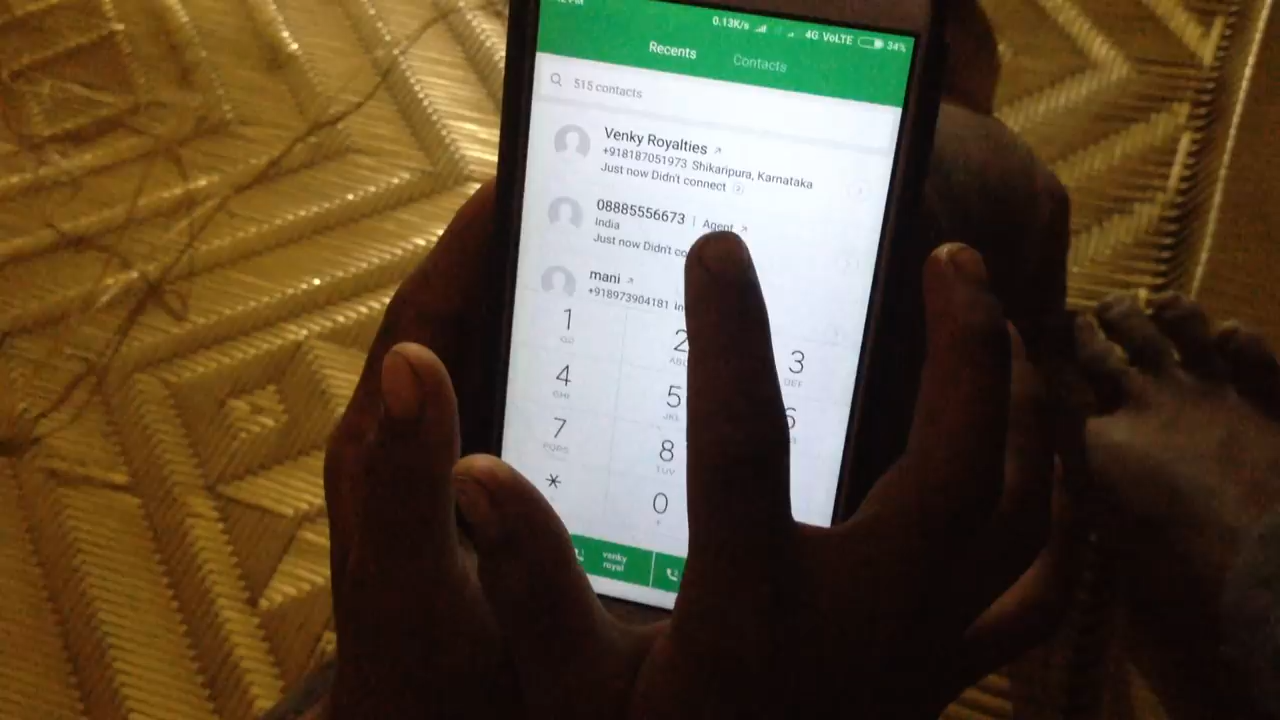 0.13K/s 4G VoLTE 34%
Recents Contacts
515 contacts
Venky Royalties
+918187051973 Shikaripura, Karnataka
Just now Didn't connect 2
08885556673 | Agent
India
Just now Didn't
mani
+918973904181
1 2 3
DEF
4 5
GHI JKL
7 8
PQRS TUV
* 0
+
venky
royal